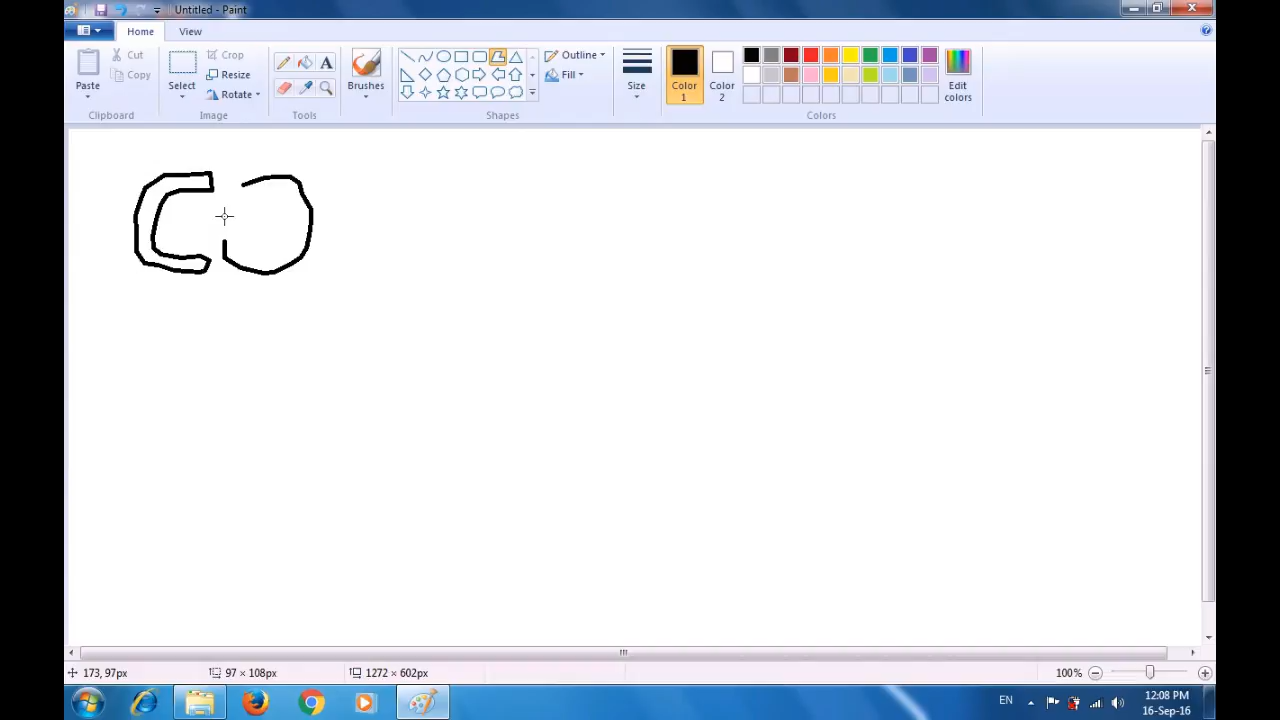 Untitled - Paint
Home View
Cut
Copy
Paste
Clipboard
Select
Crop
Resize
Rotate
Image
A
Tools
Brushes
Outline
Fill
Shapes
Size
Color 1
Color 2
Edit colors
Colors
C
173, 97px 97 × 108px 1272 × 602px 100%
EN 12:08 PM
16-Sep-16